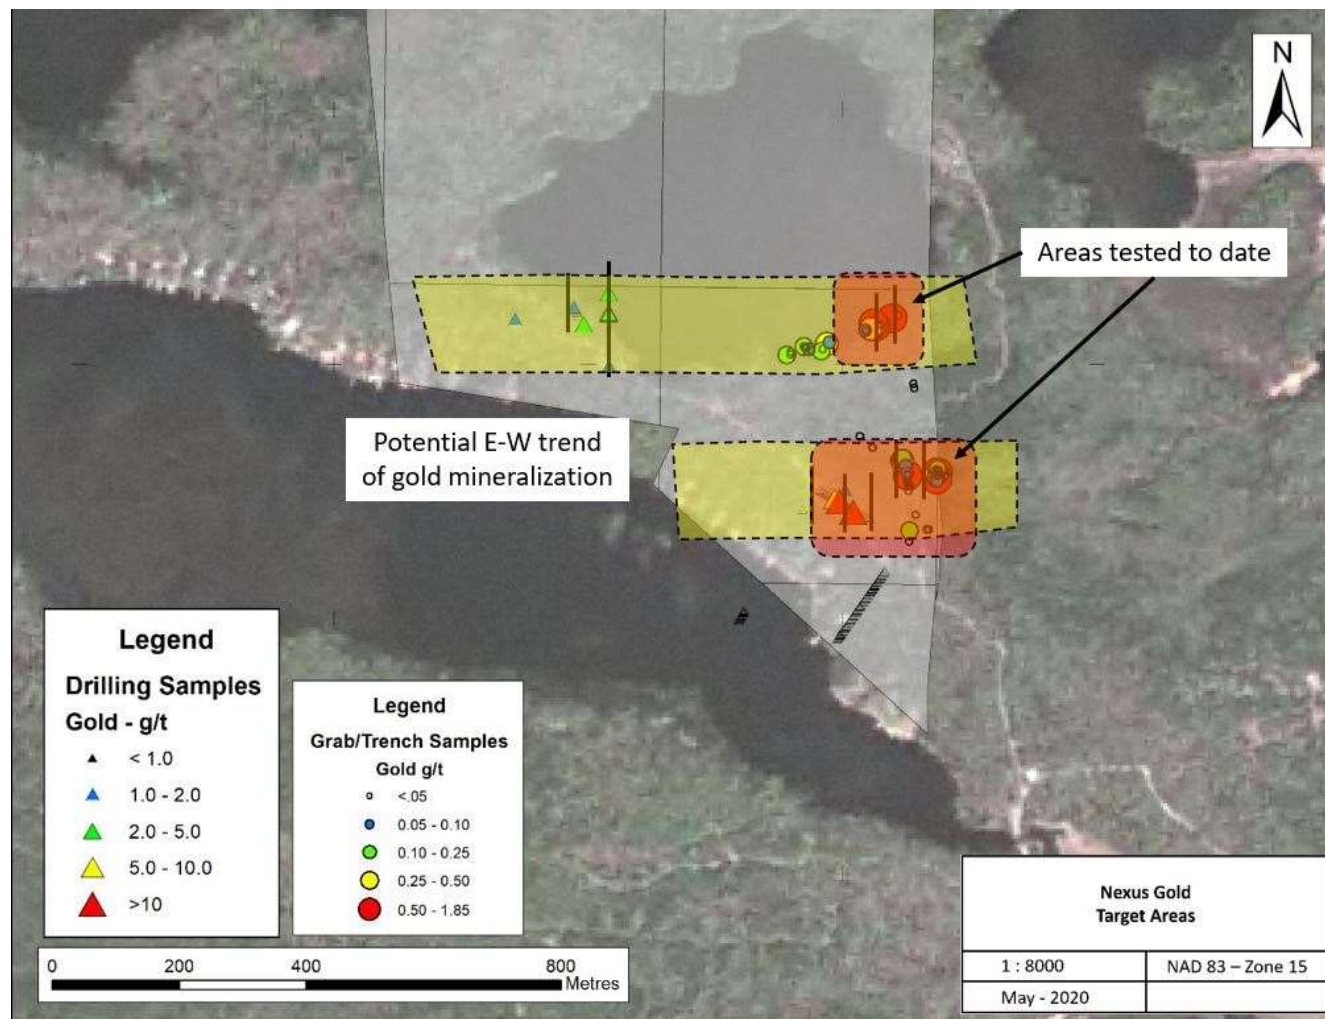 N
Areas tested to date
Potential E-W trend
of gold mineralization
Legend
Drilling Samples
Gold - g/t
< 1.0
1.0 - 2.0
2.0 - 5.0
5.0 - 10.0
>10
Legend
Grab/Trench Samples
Gold g/t
<.05
0.05 - 0.10
0.10 - 0.25
0.25 - 0.50
0.50 - 1.85
0 200 400 800
Metres
Nexus Gold
Target Areas
1 : 8000
NAD 83 – Zone 15
May - 2020